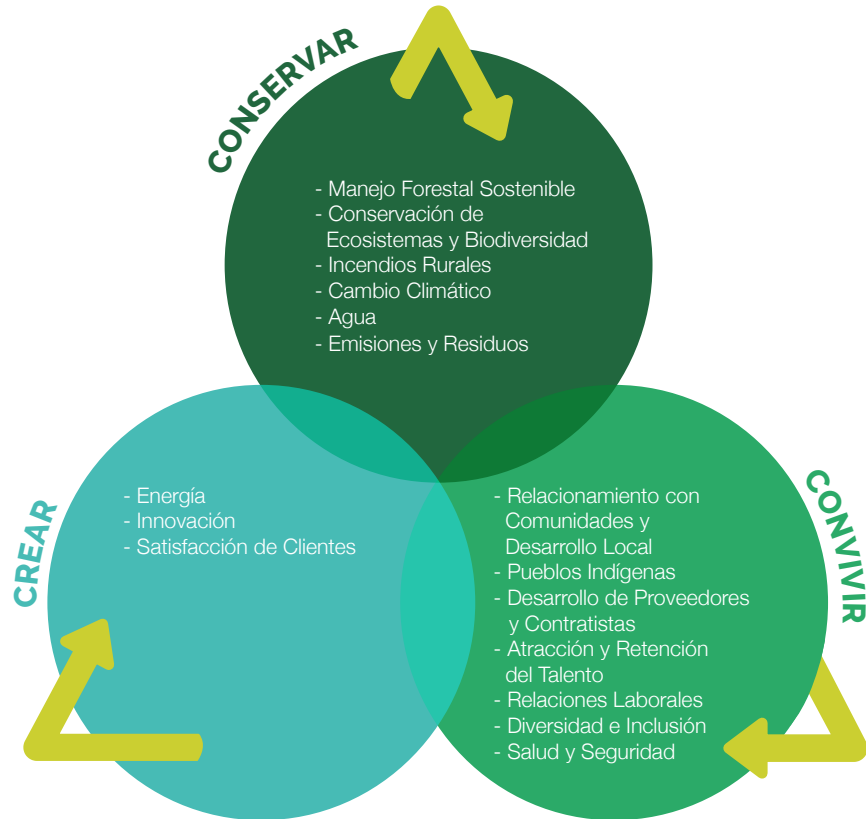 CONSERVAR
- Manejo Forestal Sostenible
- Conservación de
Ecosistemas y Biodiversidad
- Incendios Rurales
- Cambio Climático
- Agua
- Emisiones y Residuos
CREAR
- Energía
- Innovación
- Satisfacción de Clientes
CONVIVIR
- Relacionamiento con
Comunidades y
Desarrollo Local
- Pueblos Indígenas
- Desarrollo de Proveedores
y Contratistas
- Atracción y Retención
del Talento
- Relaciones Laborales
- Diversidad e Inclusión
- Salud y Seguridad